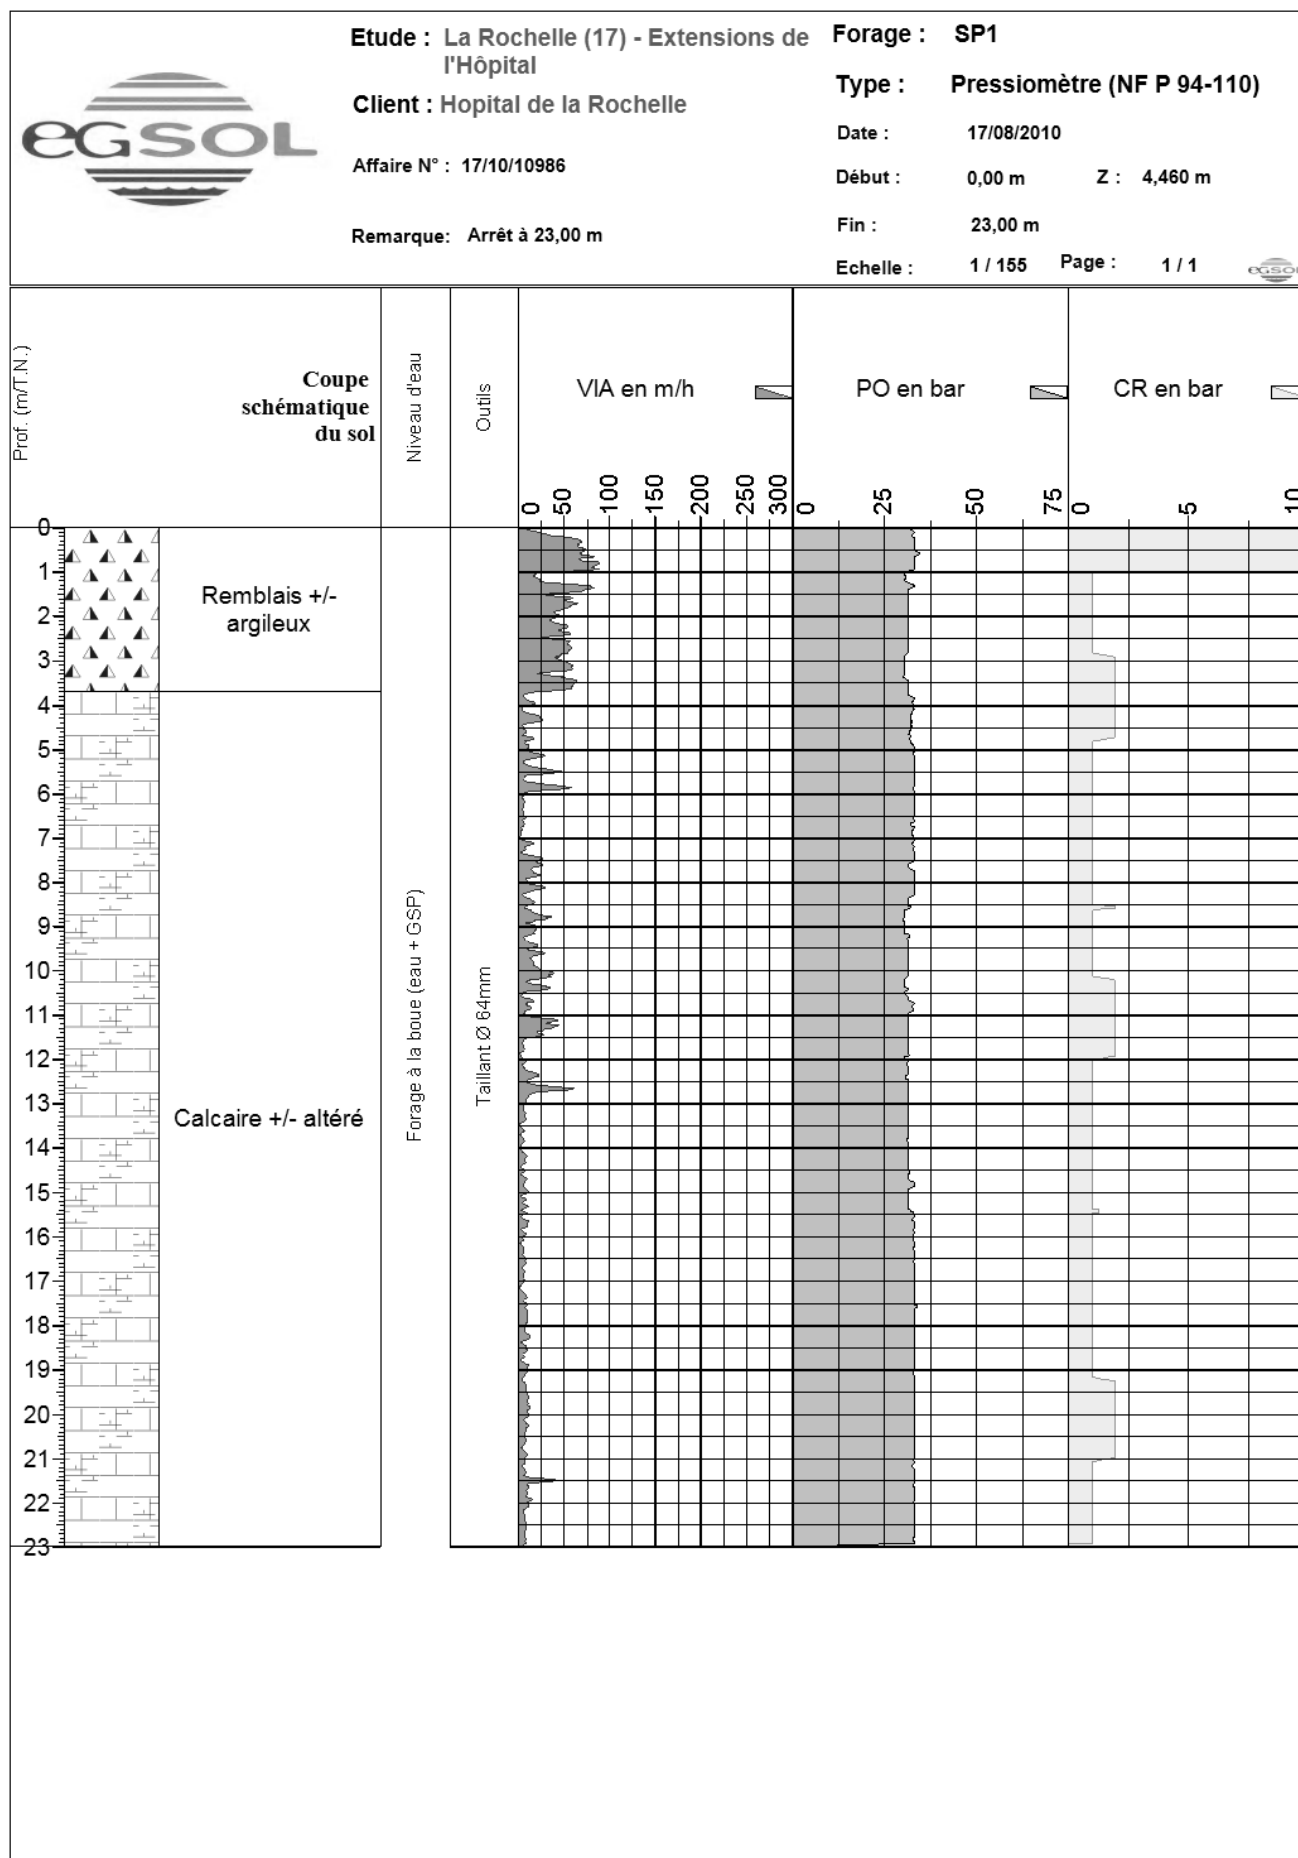 eGSOL
Etude : La Rochelle (17) - Extensions de
l'Hôpital
Client : Hopital de la Rochelle
Affaire N° : 17/10/10986
Remarque: Arrêt à 23,00 m
Forage : SP1
Type : Pressiomètre (NF P 94-110)
Date : 17/08/2010
Début : 0,00 m Z : 4,460 m
Fin : 23,00 m
Echelle : 1 / 155 Page : 1 / 1
eGSOL
Prof. (m/T.N.)
Coupe
schématique
du sol
Niveau d'eau
Outils
VIA en m/h
PO en bar
CR en bar
0 50 100 150 200 250 300
0 25 50 75
0 5 10
0
1
2
3
4
5
6
7
8
9
10
11
12
13
14
15
16
17
18
19
20
21
22
23
Remblais +/-
argileux
Calcaire +/- altéré
Forage à la boue (eau + GSP)
Taillant Ø 64mm